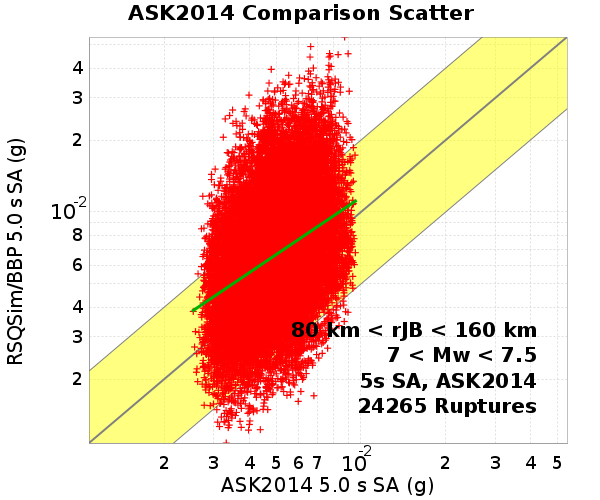 ASK2014 Comparison Scatter
RSQSim/BBP 5.0 s SA (g)
4
3
2
10-2
8
6
4
3
2
80 km < rJB < 160 km
7 < Mw < 7.5
5s SA, ASK2014
24265 Ruptures
2 3 4 5 6 7 10-2 2 3 4 5
ASK2014 5.0 s SA (g)